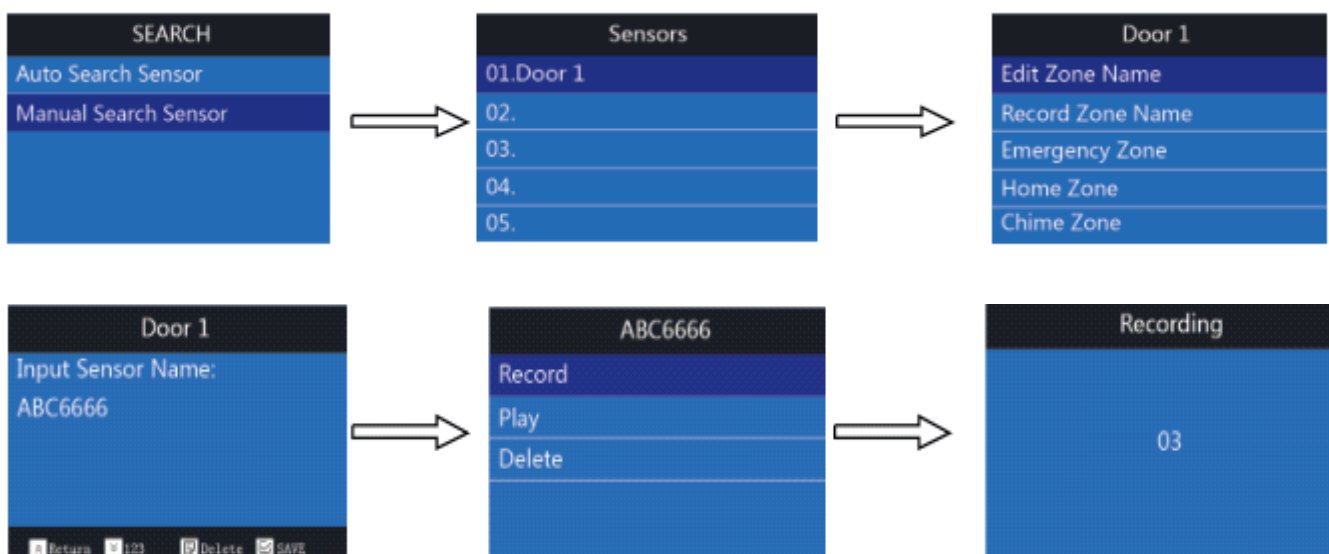 SEARCH
Auto Search Sensor
Manual Search Sensor
Sensors
01.Door 1
02.
03.
04.
05.
Door 1
Edit Zone Name
Record Zone Name
Emergency Zone
Home Zone
Chime Zone
Door 1
Input Sensor Name:
ABC6666
Return 123 Delete SAVE
ABC6666
Record
Play
Delete
Recording
03